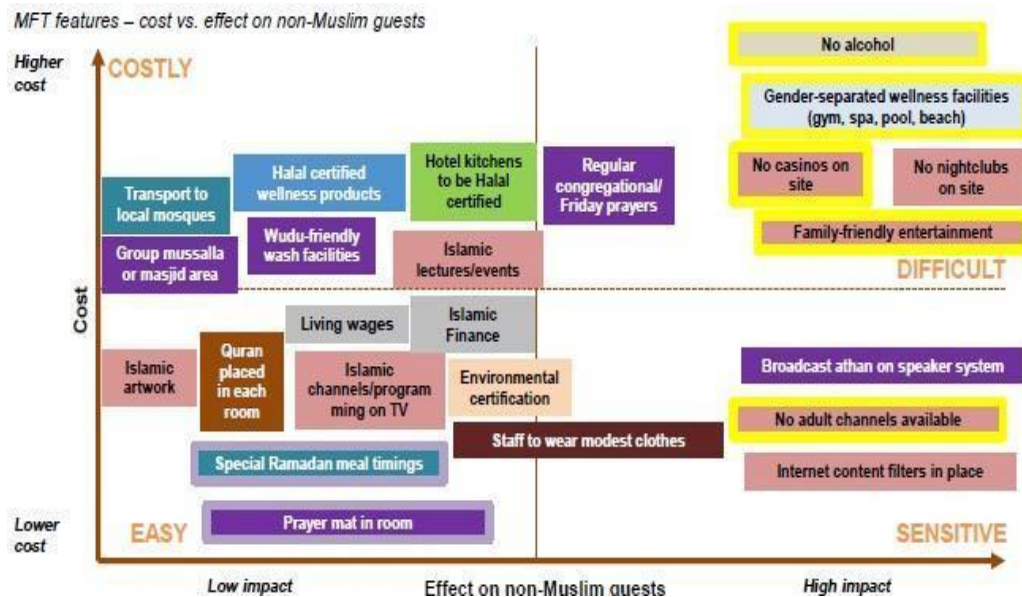 MFT features – cost vs. effect on non-Muslim guests
Higher
cost
COSTLY
No alcohol
Gender-separated wellness facilities
(gym, spa, pool, beach)
Transport to
local mosques
Halal certified
wellness products
Hotel kitchens
to be Halal
certified
Regular
congregational/
Friday prayers
No casinos on
site
No nightclubs
on site
Group mussalla
or masjid area
Wudu-friendly
wash facilities
Islamic
lectures/events
Family-friendly entertainment
DIFFICULT
Cost
Living wages
Islamic
Finance
Islamic
artwork
Quran
placed
in each
room
Islamic
channels/program
ming on TV
Environmental
certification
Broadcast athan on speaker system
No adult channels available
Staff to wear modest clothes
Special Ramadan meal timings
Internet content filters in place
Prayer mat in room
Lower
cost
EASY
SENSITIVE
Low impact
Effect on non-Muslim guests
High impact